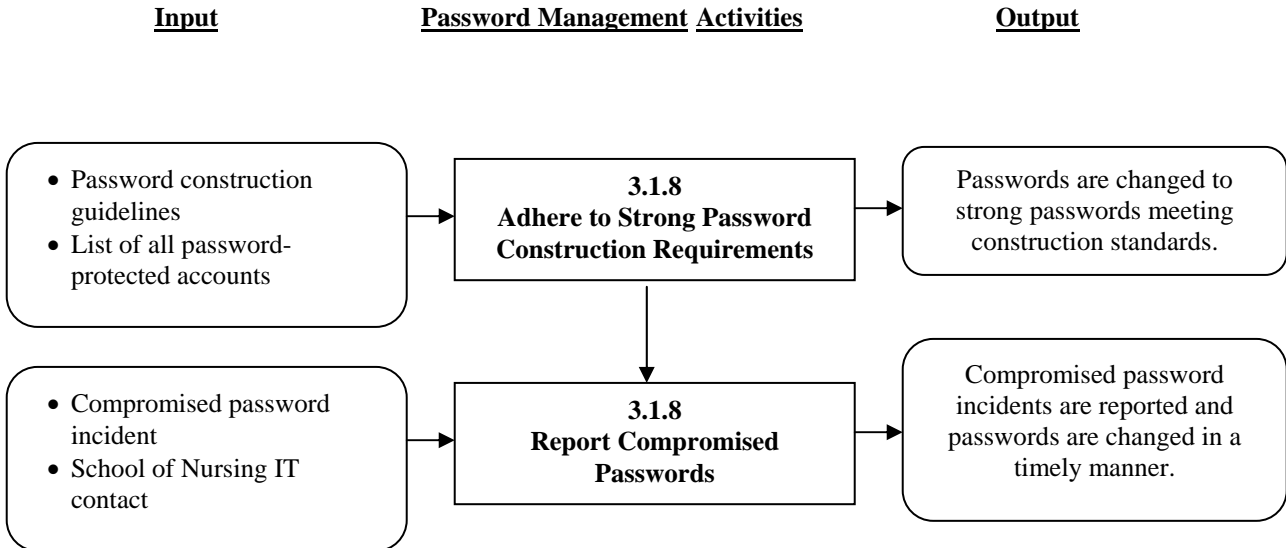 Input Password Management Activities Output
• Password construction
guidelines
• List of all password-
protected accounts
3.1.8
Adhere to Strong Password
Construction Requirements
Passwords are changed to
strong passwords meeting
construction standards.
• Compromised password
incident
• School of Nursing IT
contact
3.1.8
Report Compromised
Passwords
Compromised password
incidents are reported and
passwords are changed in a
timely manner.